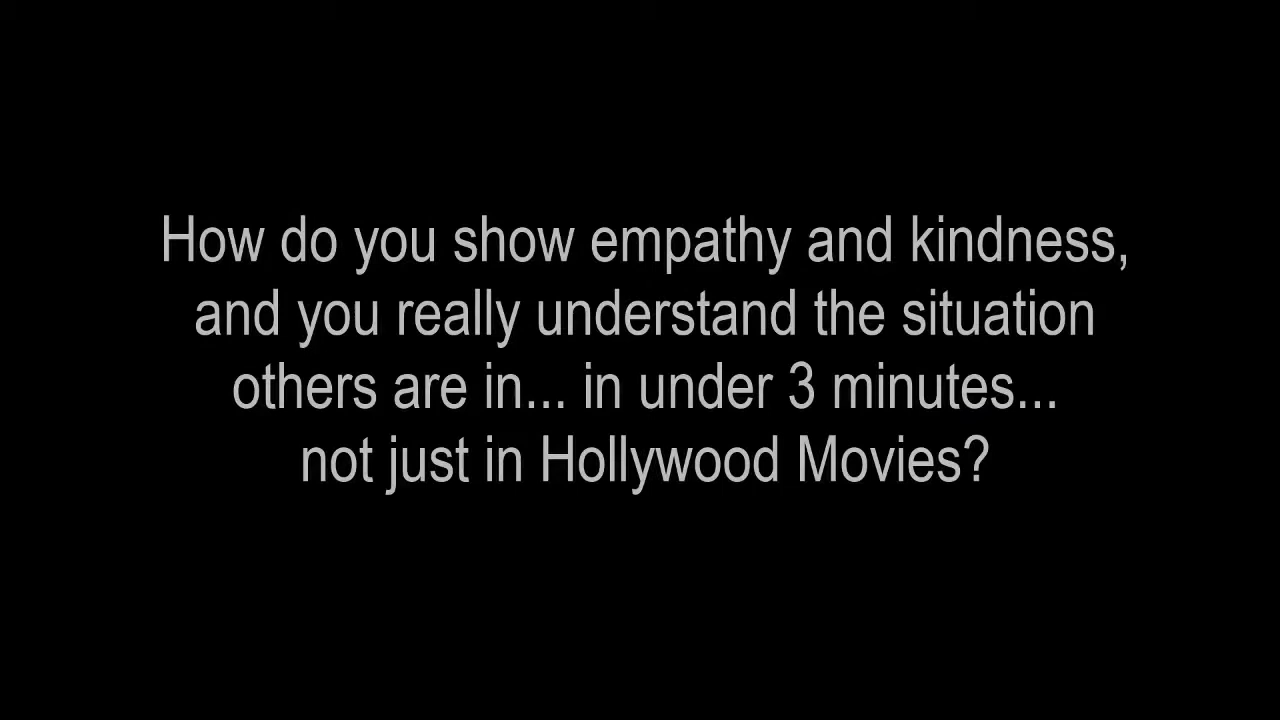 How do you show empathy and kindness,
and you really understand the situation
others are in... in under 3 minutes...
not just in Hollywood Movies?